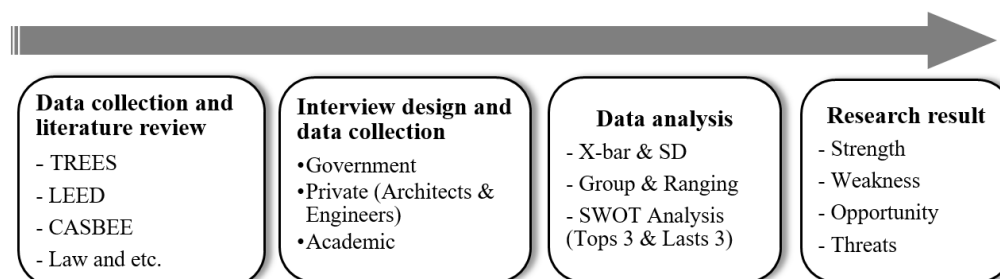 Data collection and
literature review
- TREES
- LEED
- CASBEE
- Law and etc.
Interview design and
data collection
•Government
•Private (Architects &
Engineers)
•Academic
Data analysis
- X-bar & SD
- Group & Ranging
- SWOT Analysis
(Tops 3 & Lasts 3)
Research result
- Strength
- Weakness
- Opportunity
- Threats